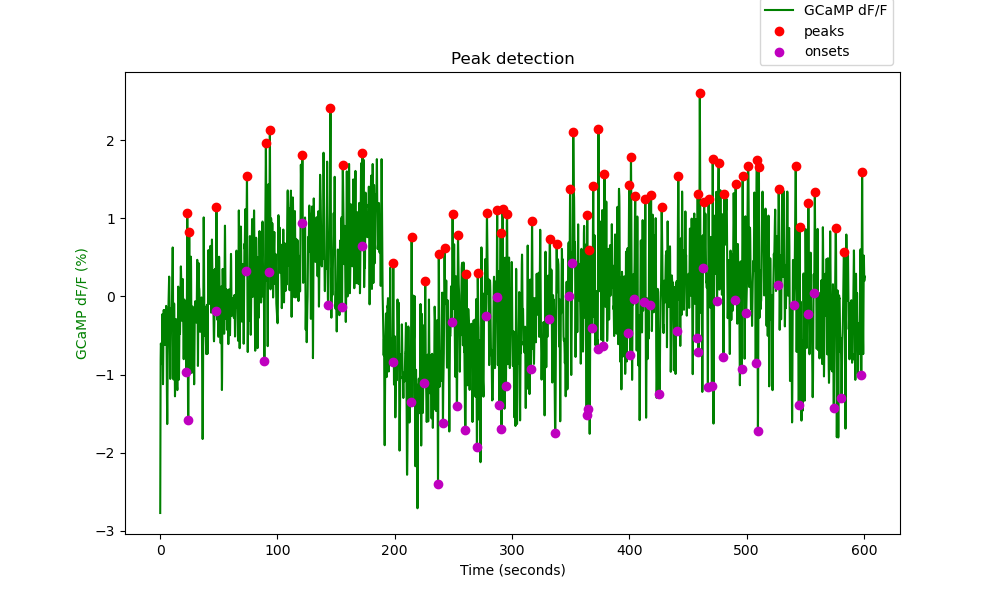 GCaMP dF/F
peaks
onsets
Peak detection
GCaMP dF/F (%)
2
1
0
−1
−2
−3
0 100 200 300 400 500 600
Time (seconds)